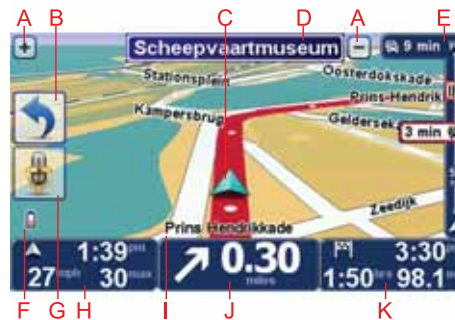 A B C D A E
+ Scheepvaartmuseum − 9 min
Stationsplein Oosterdokskade
Prins-Hendrik
Kampersbrug Geldersek
3 min
Zeedijk
Prins Hendrikkade
1:39 pm 0.30 3:30
27 mph 30 max miles 1:50 hrs 98.1
F G H I J K